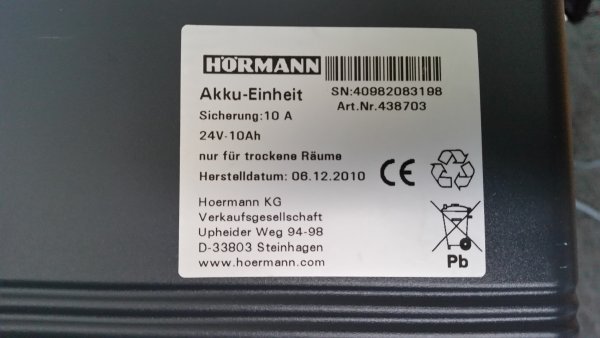 HÖRMANN
SN:40982083198
Akku-Einheit
Art.Nr.438703
Sicherung:10 A
24V-10Ah
nur für trockene Räume
Herstelldatum: 06.12.2010
CE
Hoermann KG
Verkaufsgesellschaft
Upheider Weg 94-98
D-33803 Steinhagen
www.hoermann.com
Pb